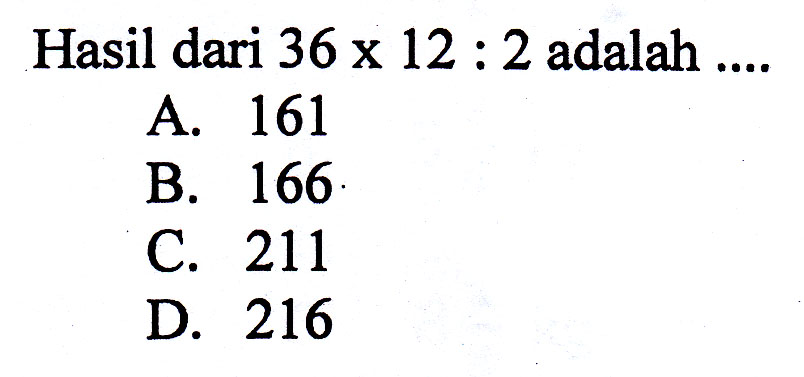 Hasil dari 36 x 12 : 2 adalah ....
A. 161
B. 166
C. 211
D. 216